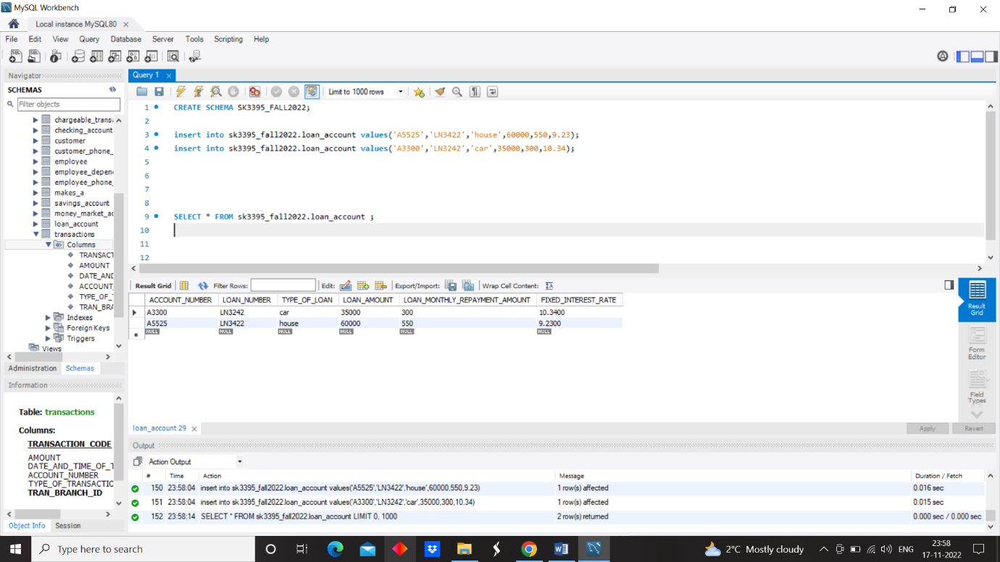 MySQL Workbench
Local instance MySQL80
File Edit View Query Database Server Tools Scripting Help
Navigator
SCHEMAS
Filter objects
chargeable_transa
checking_account
customer
customer_phone_
employee
employee_depen
employee_phone_
makes_a
savings_account
money_market_ac
loan_account
transactions
Columns
TRANSACT
AMOUNT
DATE_AND
ACCOUNT_
TYPE_OF_
TRAN_BRA
Indexes
Foreign Keys
Triggers
Views
Administration Schemas
Information
Table: transactions
Columns:
TRANSACTION_CODE
AMOUNT
DATE_AND_TIME_OF_T
ACCOUNT_NUMBER
TYPE_OF_TRANSACTIO
TRAN_BRANCH_ID
Object Info Session
Query 1
Limit to 1000 rows
1 CREATE SCHEMA SK3395_FALL2022;
2
3 insert into sk3395_fall2022.loan_account values('A5525','LN3422','house',60000,550,9.23);
4 insert into sk3395_fall2022.loan_account values('A3300','LN3242','car',35000,300,10.34);
5
6
7
8
9 SELECT * FROM sk3395_fall2022.loan_account ;
10
11
12
Result Grid Filter Rows: Edit: Export/Import: Wrap Cell Content:
ACCOUNT_NUMBER LOAN_NUMBER TYPE_OF_LOAN LOAN_AMOUNT LOAN_MONTHLY_REPAYMENT_AMOUNT FIXED_INTEREST_RATE
A3300 LN3242 car 35000 300 10.3400
A5525 LN3422 house 60000 550 9.2300
NULL NULL NULL NULL NULL NULL
Result
Grid
Form
Editor
Field
Types
loan_account 29
Apply Revert
Output
Action Output
# Time Action Message Duration / Fetch
150 23:58:04 insert into sk3395_fall2022.loan_account values('A5525','LN3422','house',60000,550,9.23) 1 row(s) affected 0.016 sec
151 23:58:04 insert into sk3395_fall2022.loan_account values('A3300','LN3242','car',35000,300,10.34) 1 row(s) affected 0.015 sec
152 23:58:14 SELECT * FROM sk3395_fall2022.loan_account LIMIT 0, 1000 2 row(s) returned 0.000 sec / 0.000 sec
Type here to search
2°C Mostly cloudy
ENG
23:58
17-11-2022